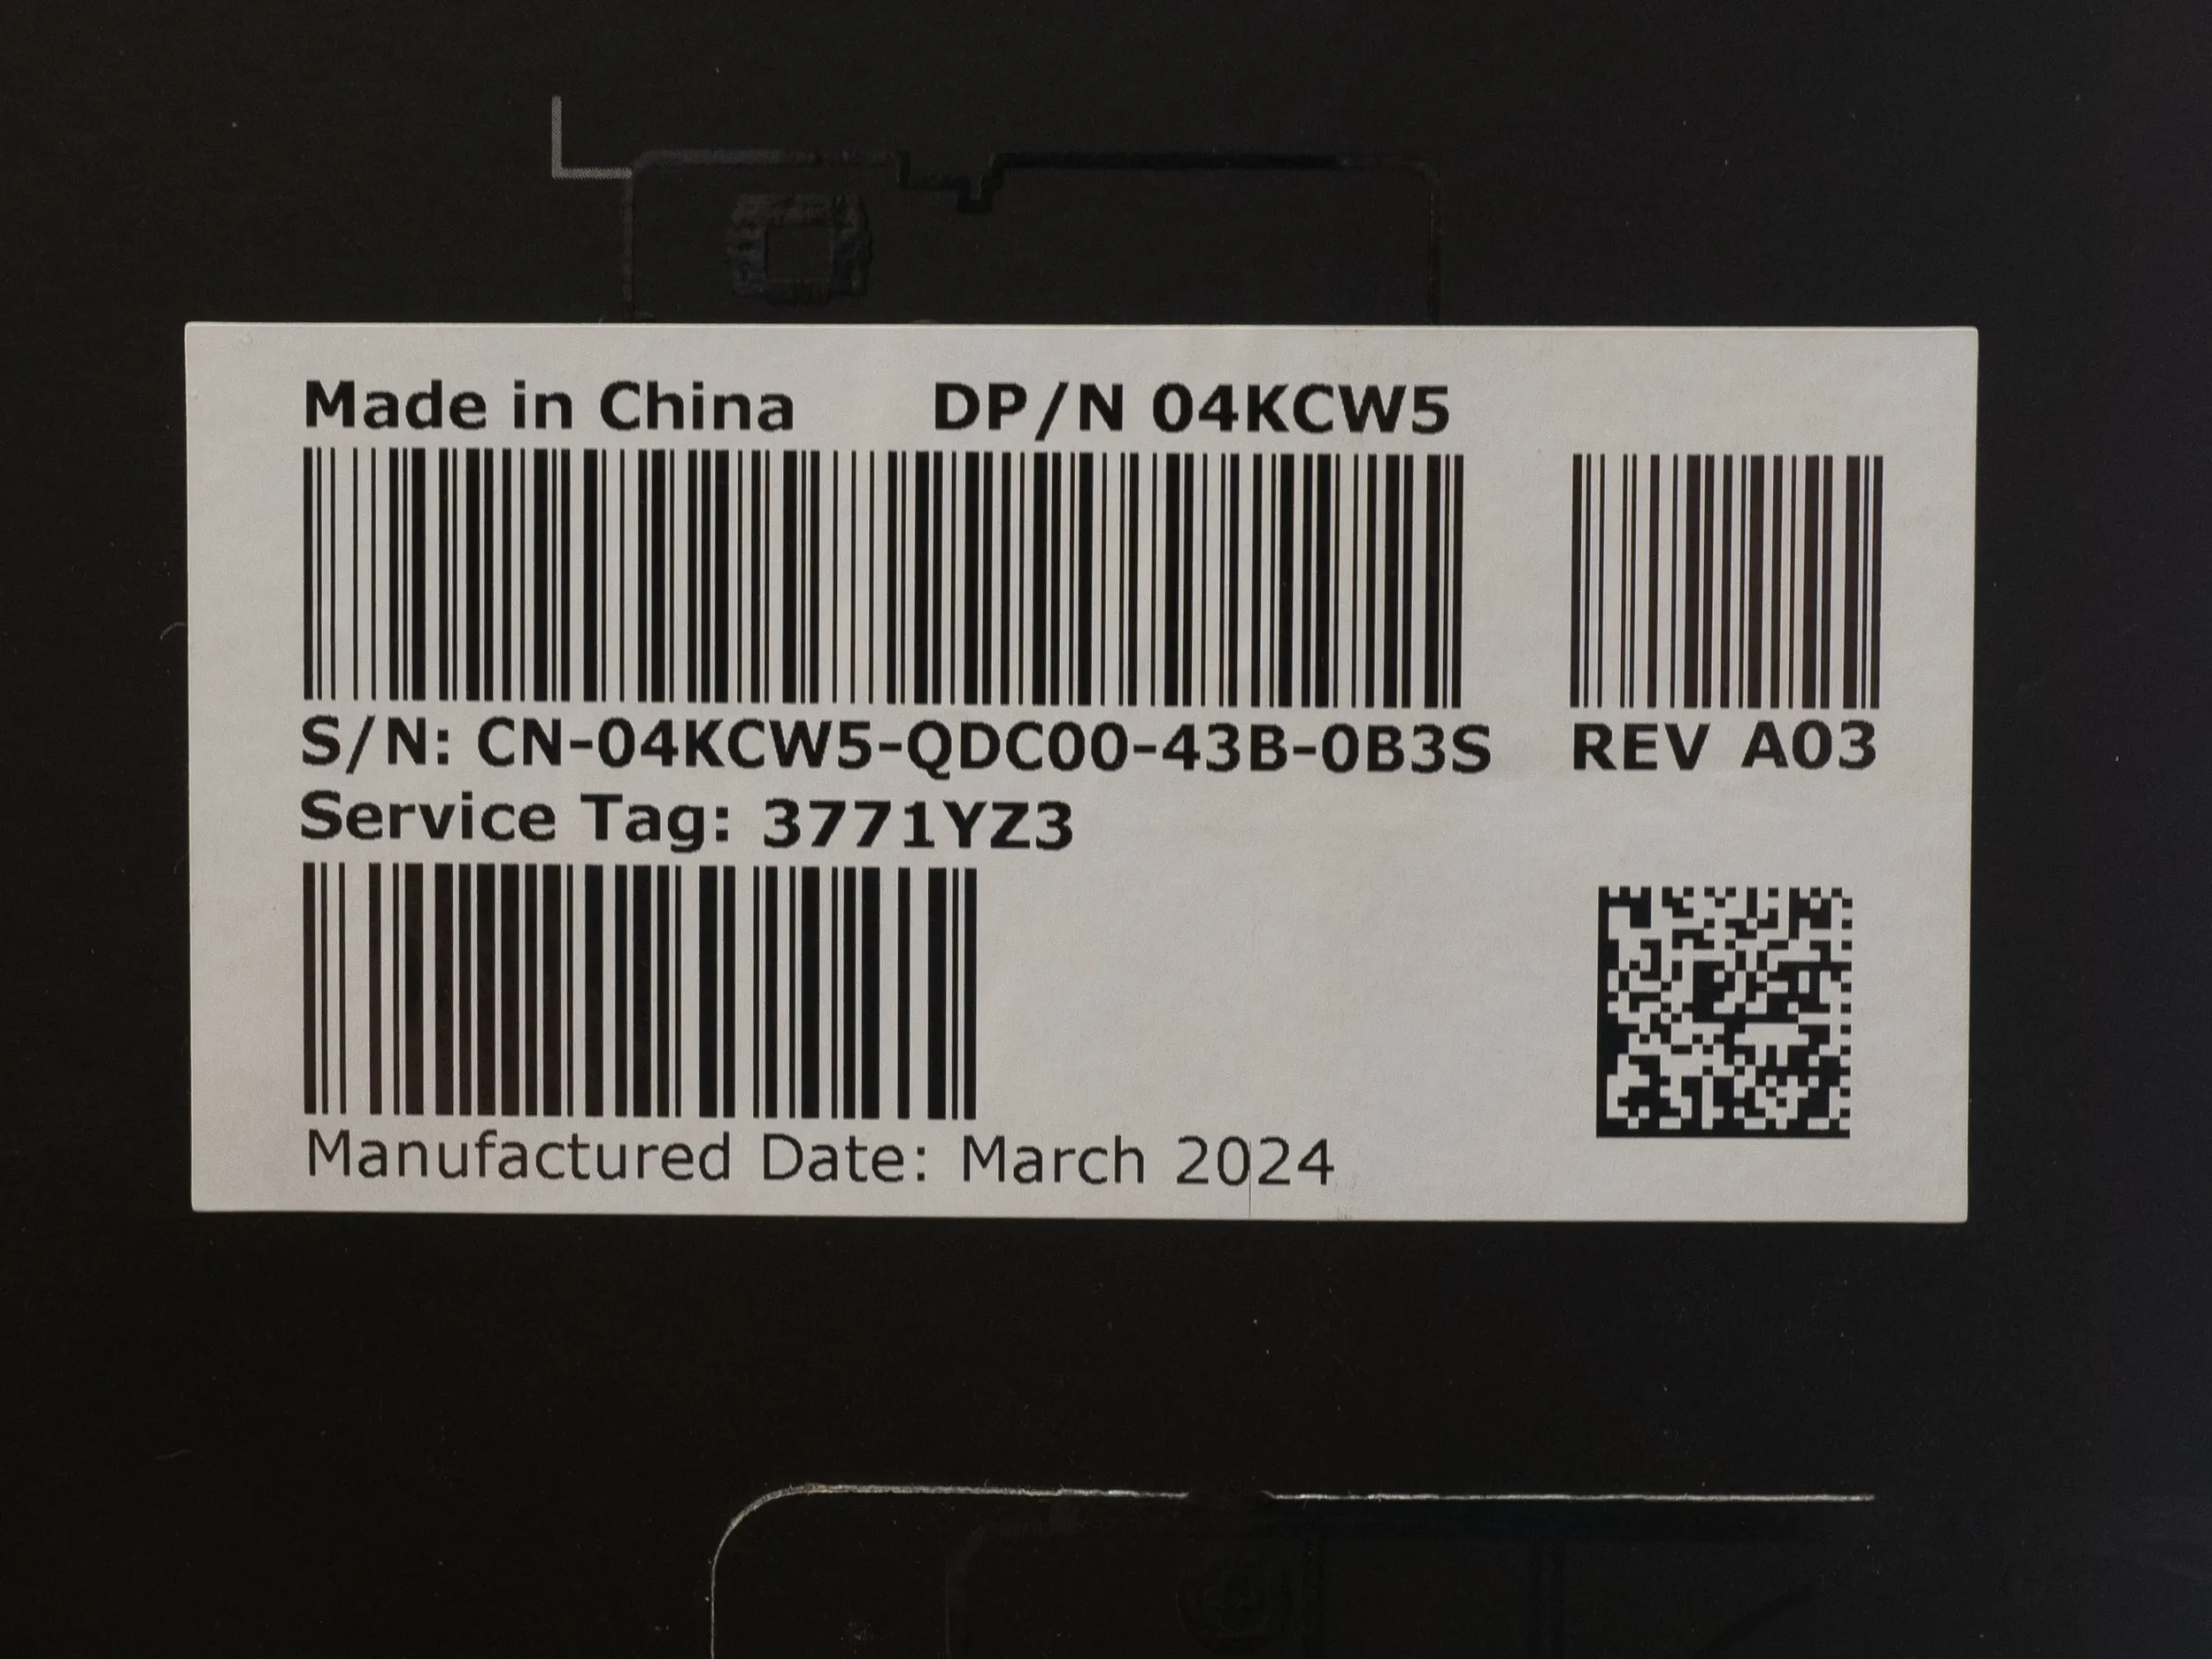 Made in China DP/N 04KCW5
S/N: CN-04KCW5-QDC00-43B-0B3S REV A03
Service Tag: 3771YZ3
Manufactured Date: March 2024